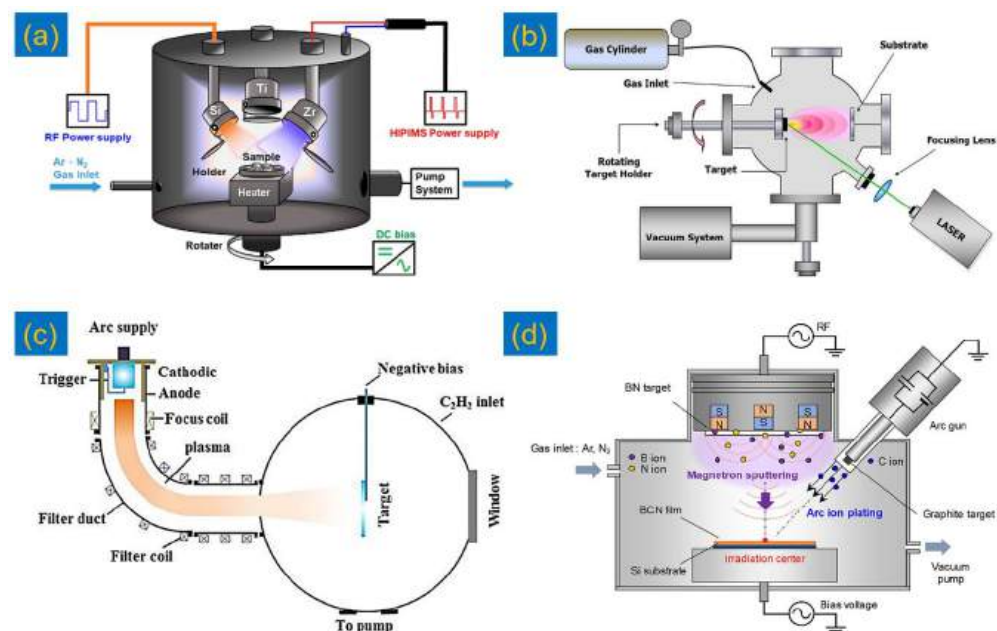 (a)
Si
Ti
Zr
RF Power supply
HIPIMS Power supply
Ar - N₂
Gas inlet
Sample
Holder
Heater
Pump
System
Rotater
DC bias
(b)
Gas Cylinder
Substrate
Gas Inlet
Focusing Lens
Rotating
Target Holder
Target
Vacuum System
LASER
(c)
Arc supply
Trigger
Cathodic
Anode
Focus coil
plasma
Filter duct
Filter coil
Negative bias
C₂H₂ inlet
Target
Window
To pump
(d)
RF
BN target
S
N
S
N
S
N
Arc gun
Gas inlet : Ar, N₂
B ion
N ion
C ion
Magnetron sputtering
Arc ion plating
Graphite target
BCN film
irradiation center
Si substrate
Vacuum
pump
Bias voltage